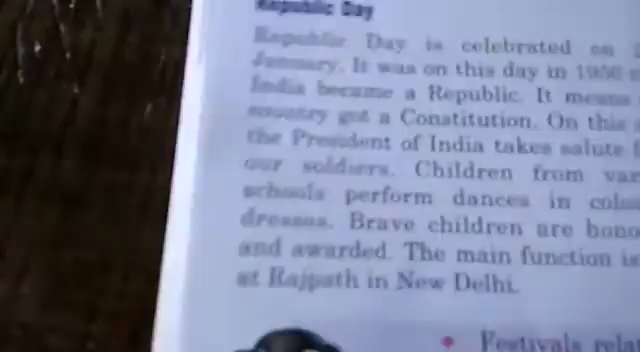 Republic Day
Republic Day is celebrated on
January. It was on this day in 1950
India became a Republic. It means
country got a Constitution. On this
the President of India takes salute
our soldiers. Children from
schools perform dances in
dresses. Brave children are
and awarded. The main function is
at Rajpath in New Delhi.
Festivals